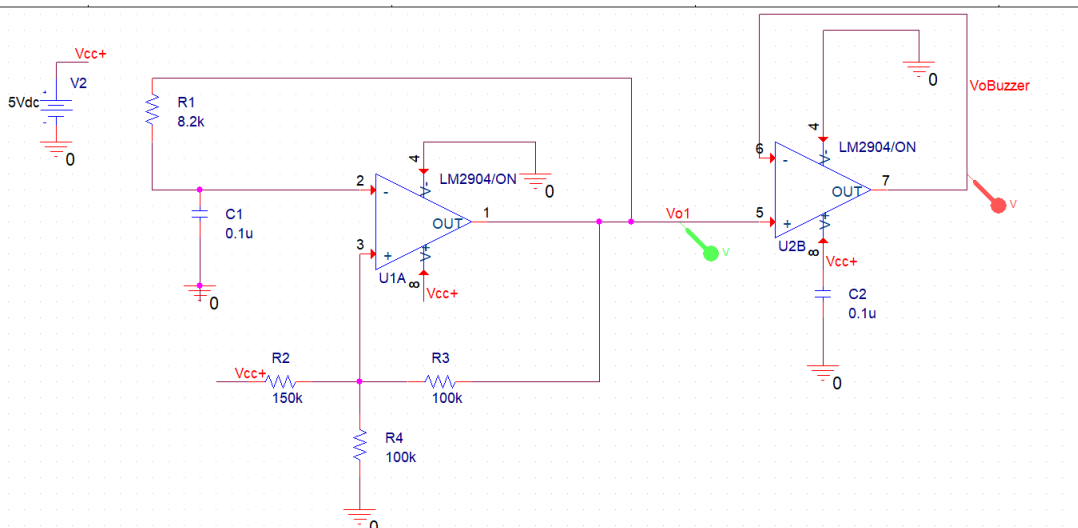 Vcc+
V2
5Vdc
0
R1
8.2k
C1
0.1u
0
2
-
3
+
4
V-
LM2904/ON
0
OUT
1
V+
U1A
8
Vcc+
Vcc+
R2
150k
R3
100k
R4
100k
0
Vo1
V
0
VoBuzzer
4
V-
LM2904/ON
6
-
5
+
OUT
7
V+
U2B
8
Vcc+
C2
0.1u
0
V